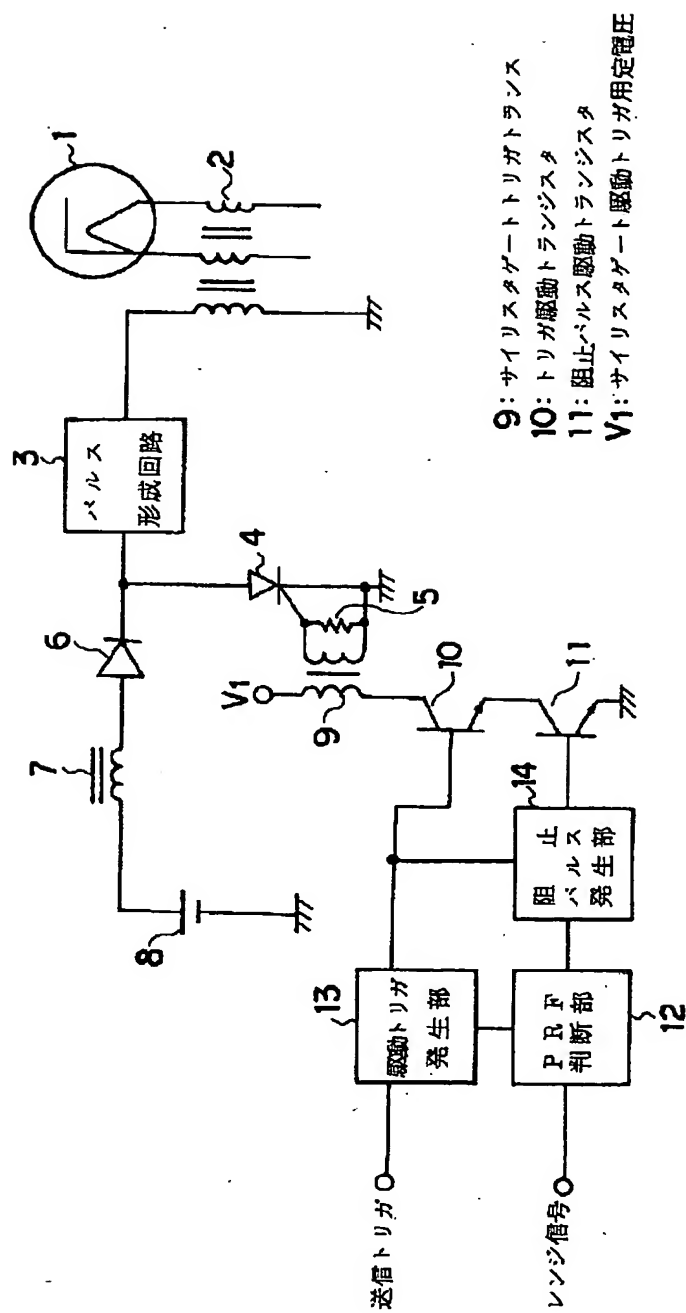 1
2
3
パルス
形成回路
4
5
6
7
8
V1
9
10
11
14
阻止
パルス
発生部
13
駆動トリガ
発生部
PRF
判断部
12
送信トリガ
レンジ信号
9:サイリスタゲートトリガトランス
10:トリガ駆動トランジスタ
11:阻止パルス駆動トランジスタ
V1:サイリスタゲート駆動トリガ用定電圧